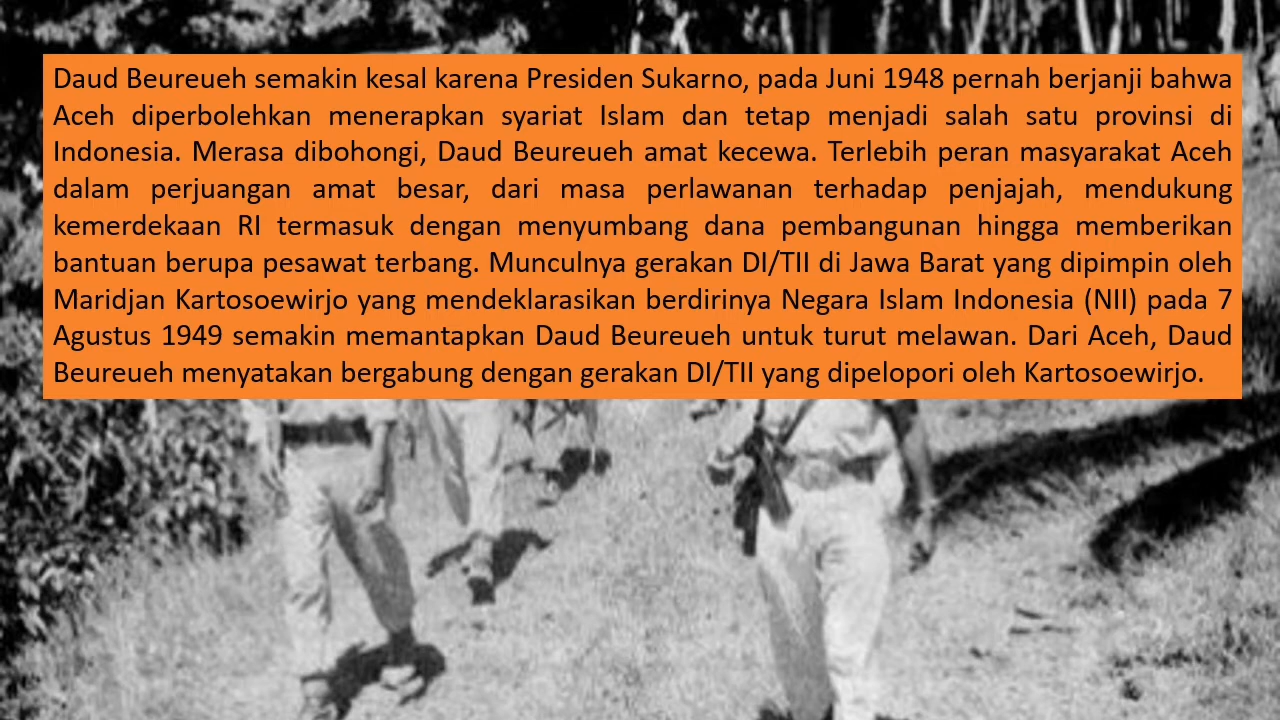 Daud Beureueh semakin kesal karena Presiden Sukarno, pada Juni 1948 pernah berjanji bahwa
Aceh diperbolehkan menerapkan syariat Islam dan tetap menjadi salah satu provinsi di
Indonesia. Merasa dibohongi, Daud Beureueh amat kecewa. Terlebih peran masyarakat Aceh
dalam perjuangan amat besar, dari masa perlawanan terhadap penjajah, mendukung
kemerdekaan RI termasuk dengan menyumbang dana pembangunan hingga memberikan
bantuan berupa pesawat terbang. Munculnya gerakan DI/TII di Jawa Barat yang dipimpin oleh
Maridjan Kartosoewirjo yang mendeklarasikan berdirinya Negara Islam Indonesia (NII) pada 7
Agustus 1949 semakin memantapkan Daud Beureueh untuk turut melawan. Dari Aceh, Daud
Beureueh menyatakan bergabung dengan gerakan DI/TII yang dipelopori oleh Kartosoewirjo.